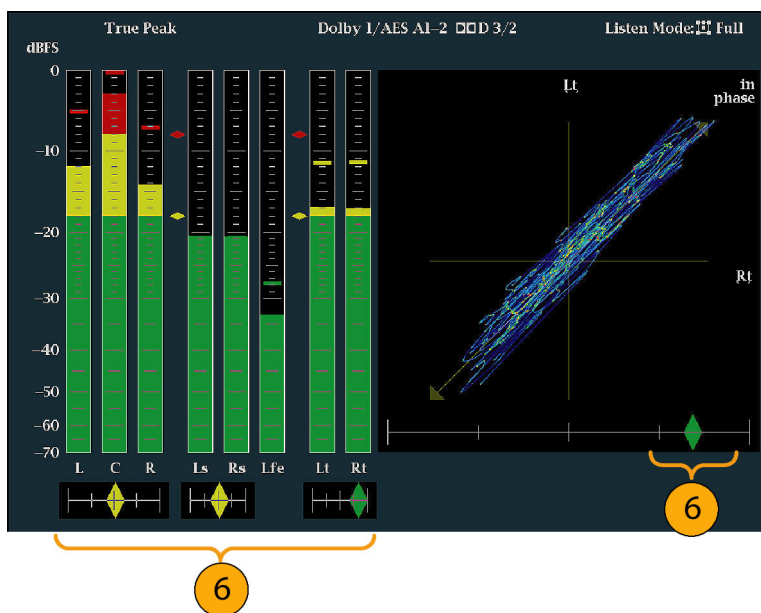 True Peak Dolby 1/AES A1–2 DD D 3/2 Listen Mode: Full
dBFS
0
–10
–20
–30
–40
–50
–60
–70
L C R Ls Rs Lfe Lt Rt
Lt
in
phase
Rt
6
6